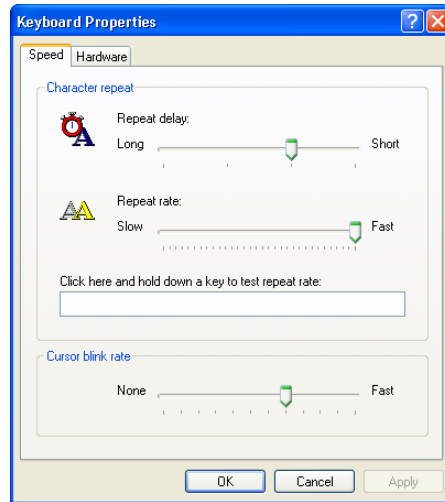 Keyboard Properties
Speed Hardware
Character repeat
Repeat delay:
Long Short
Repeat rate:
Slow Fast
Click here and hold down a key to test repeat rate:
Cursor blink rate
None Fast
OK Cancel Apply